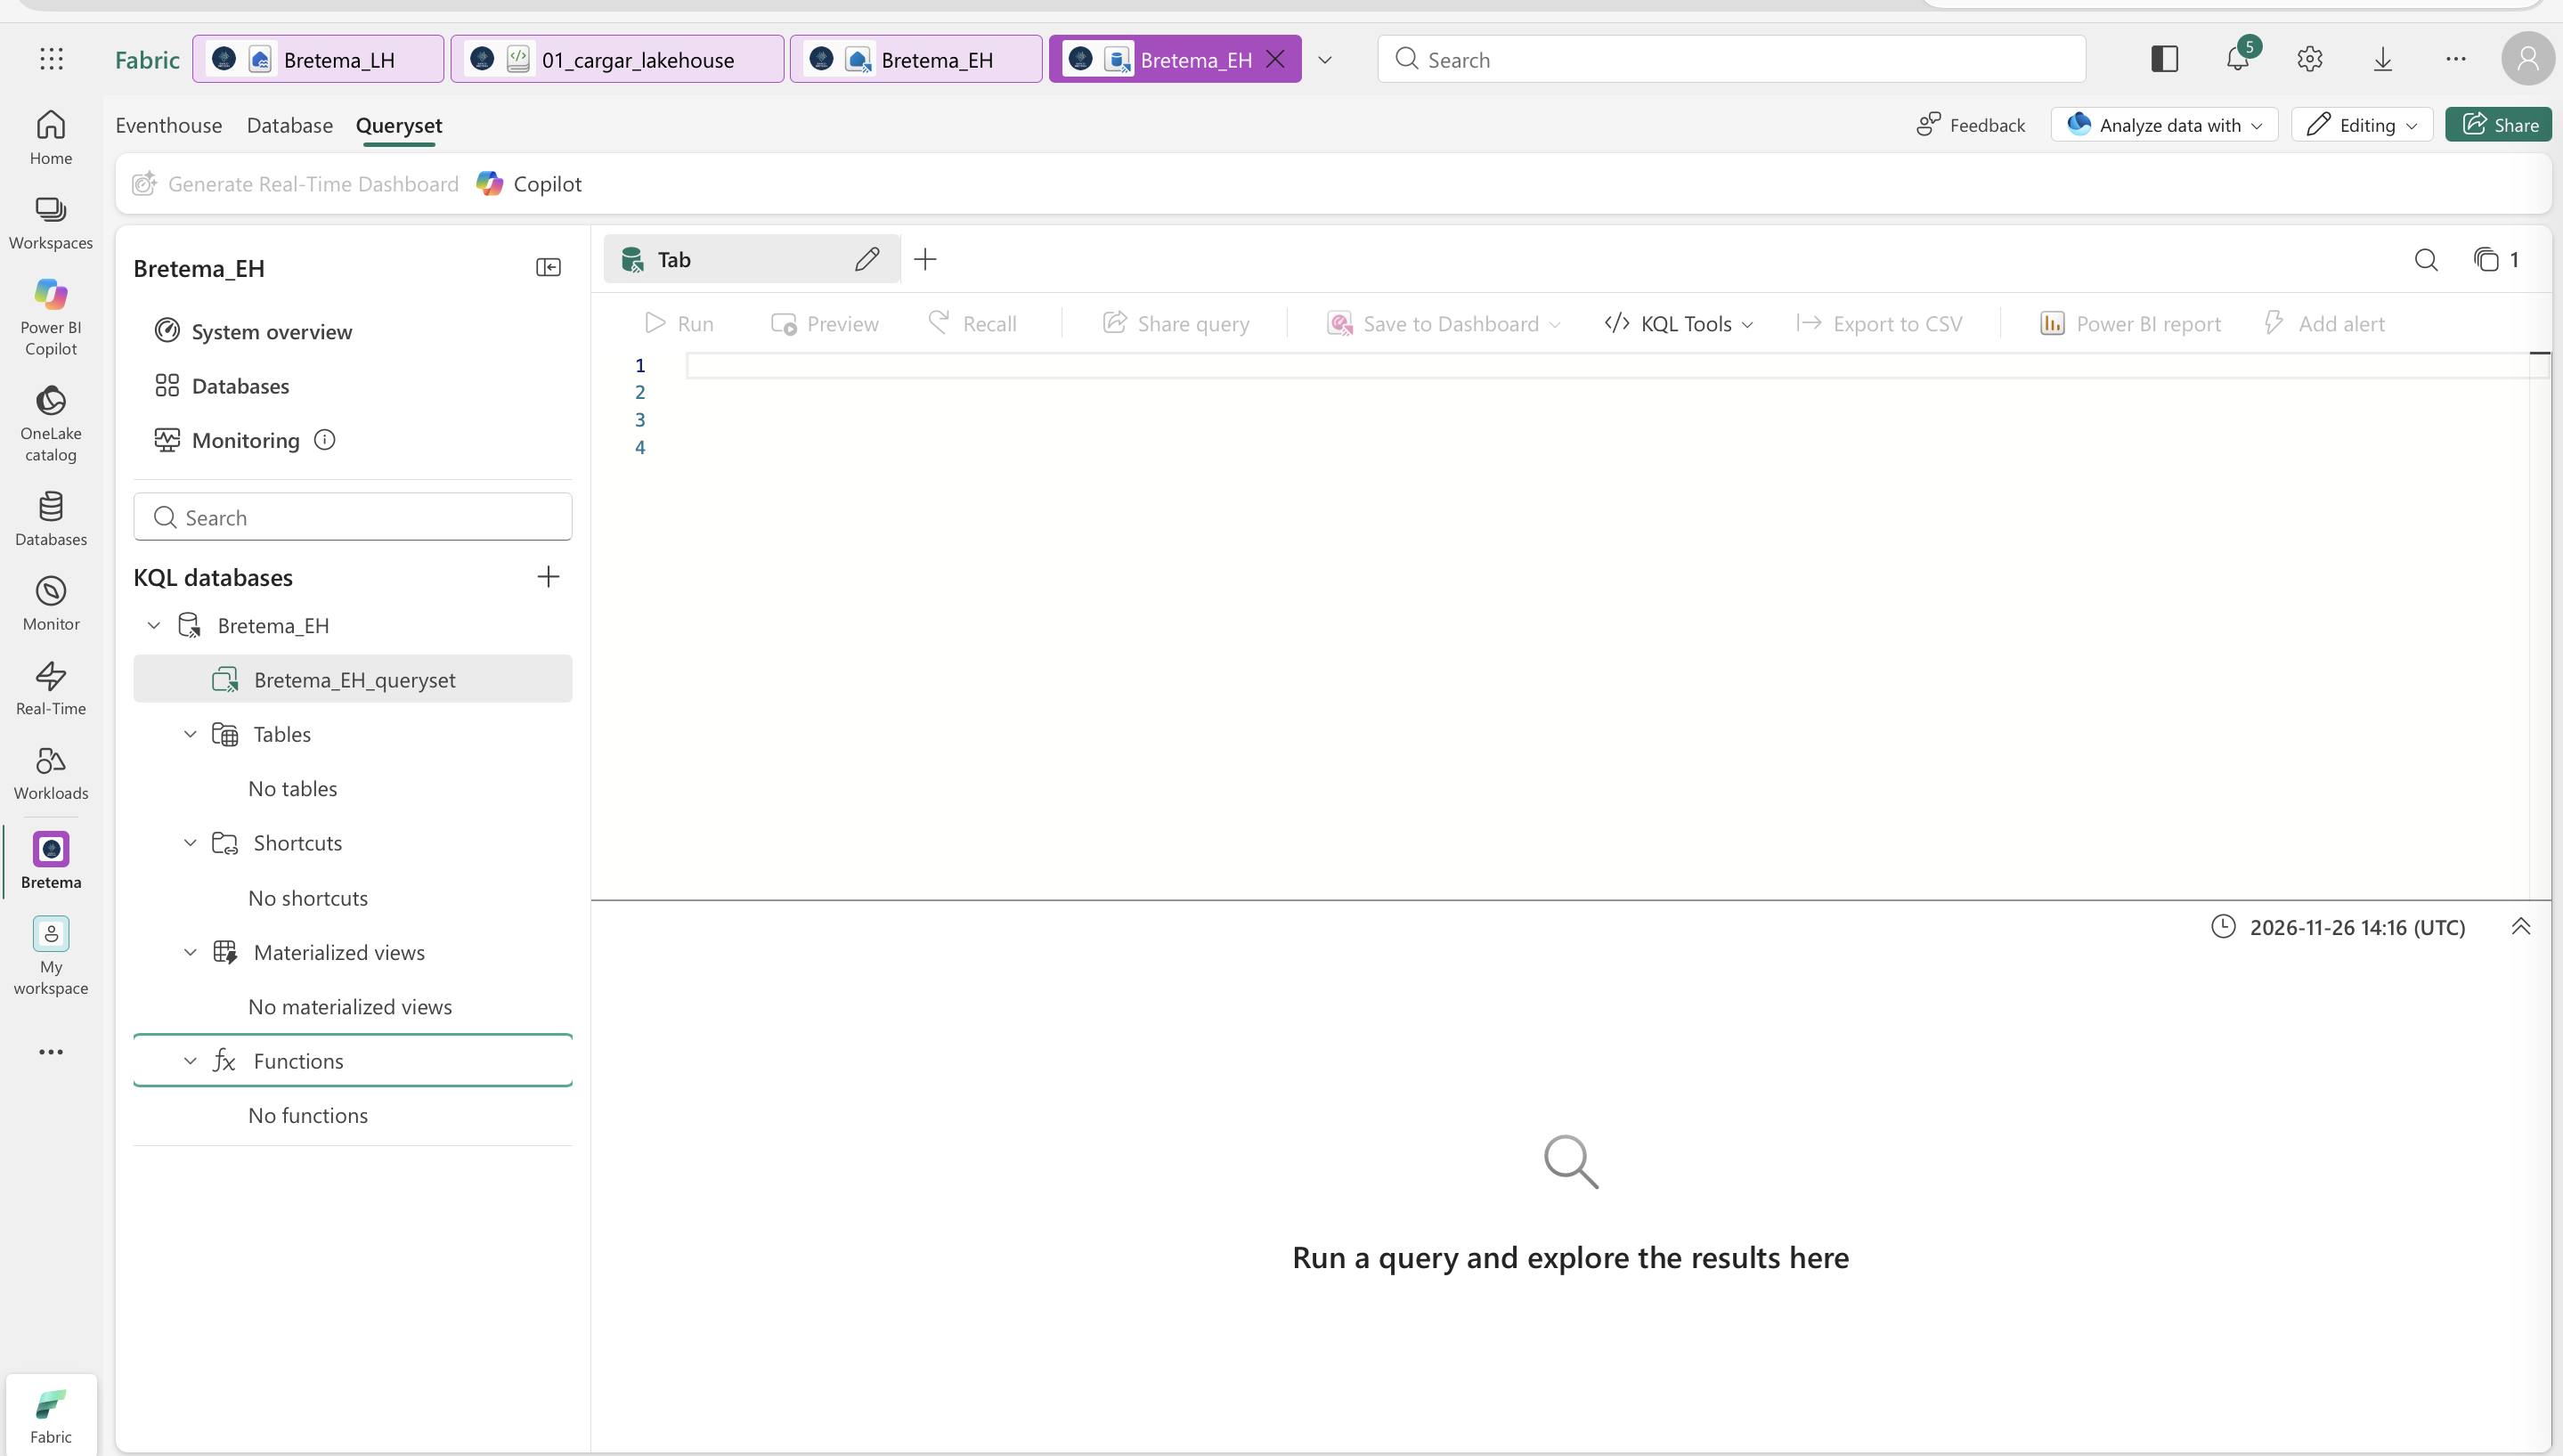 Fabric
Bretema_LH
01_cargar_lakehouse
Bretema_EH
Bretema_EH
Search
5
Home
Workspaces
Power BI
Copilot
OneLake
catalog
Databases
Monitor
Real-Time
Workloads
Bretema
My
workspace
Fabric
Eventhouse
Database
Queryset
Feedback
Analyze data with
Editing
Share
Generate Real-Time Dashboard
Copilot
Bretema_EH
System overview
Databases
Monitoring
Search
KQL databases
Bretema_EH
Bretema_EH_queryset
Tables
No tables
Shortcuts
No shortcuts
Materialized views
No materialized views
Functions
No functions
Tab
1
Run
Preview
Recall
Share query
Save to Dashboard
KQL Tools
Export to CSV
Power BI report
Add alert
1
2
3
4
2026-11-26 14:16 (UTC)
Run a query and explore the results here